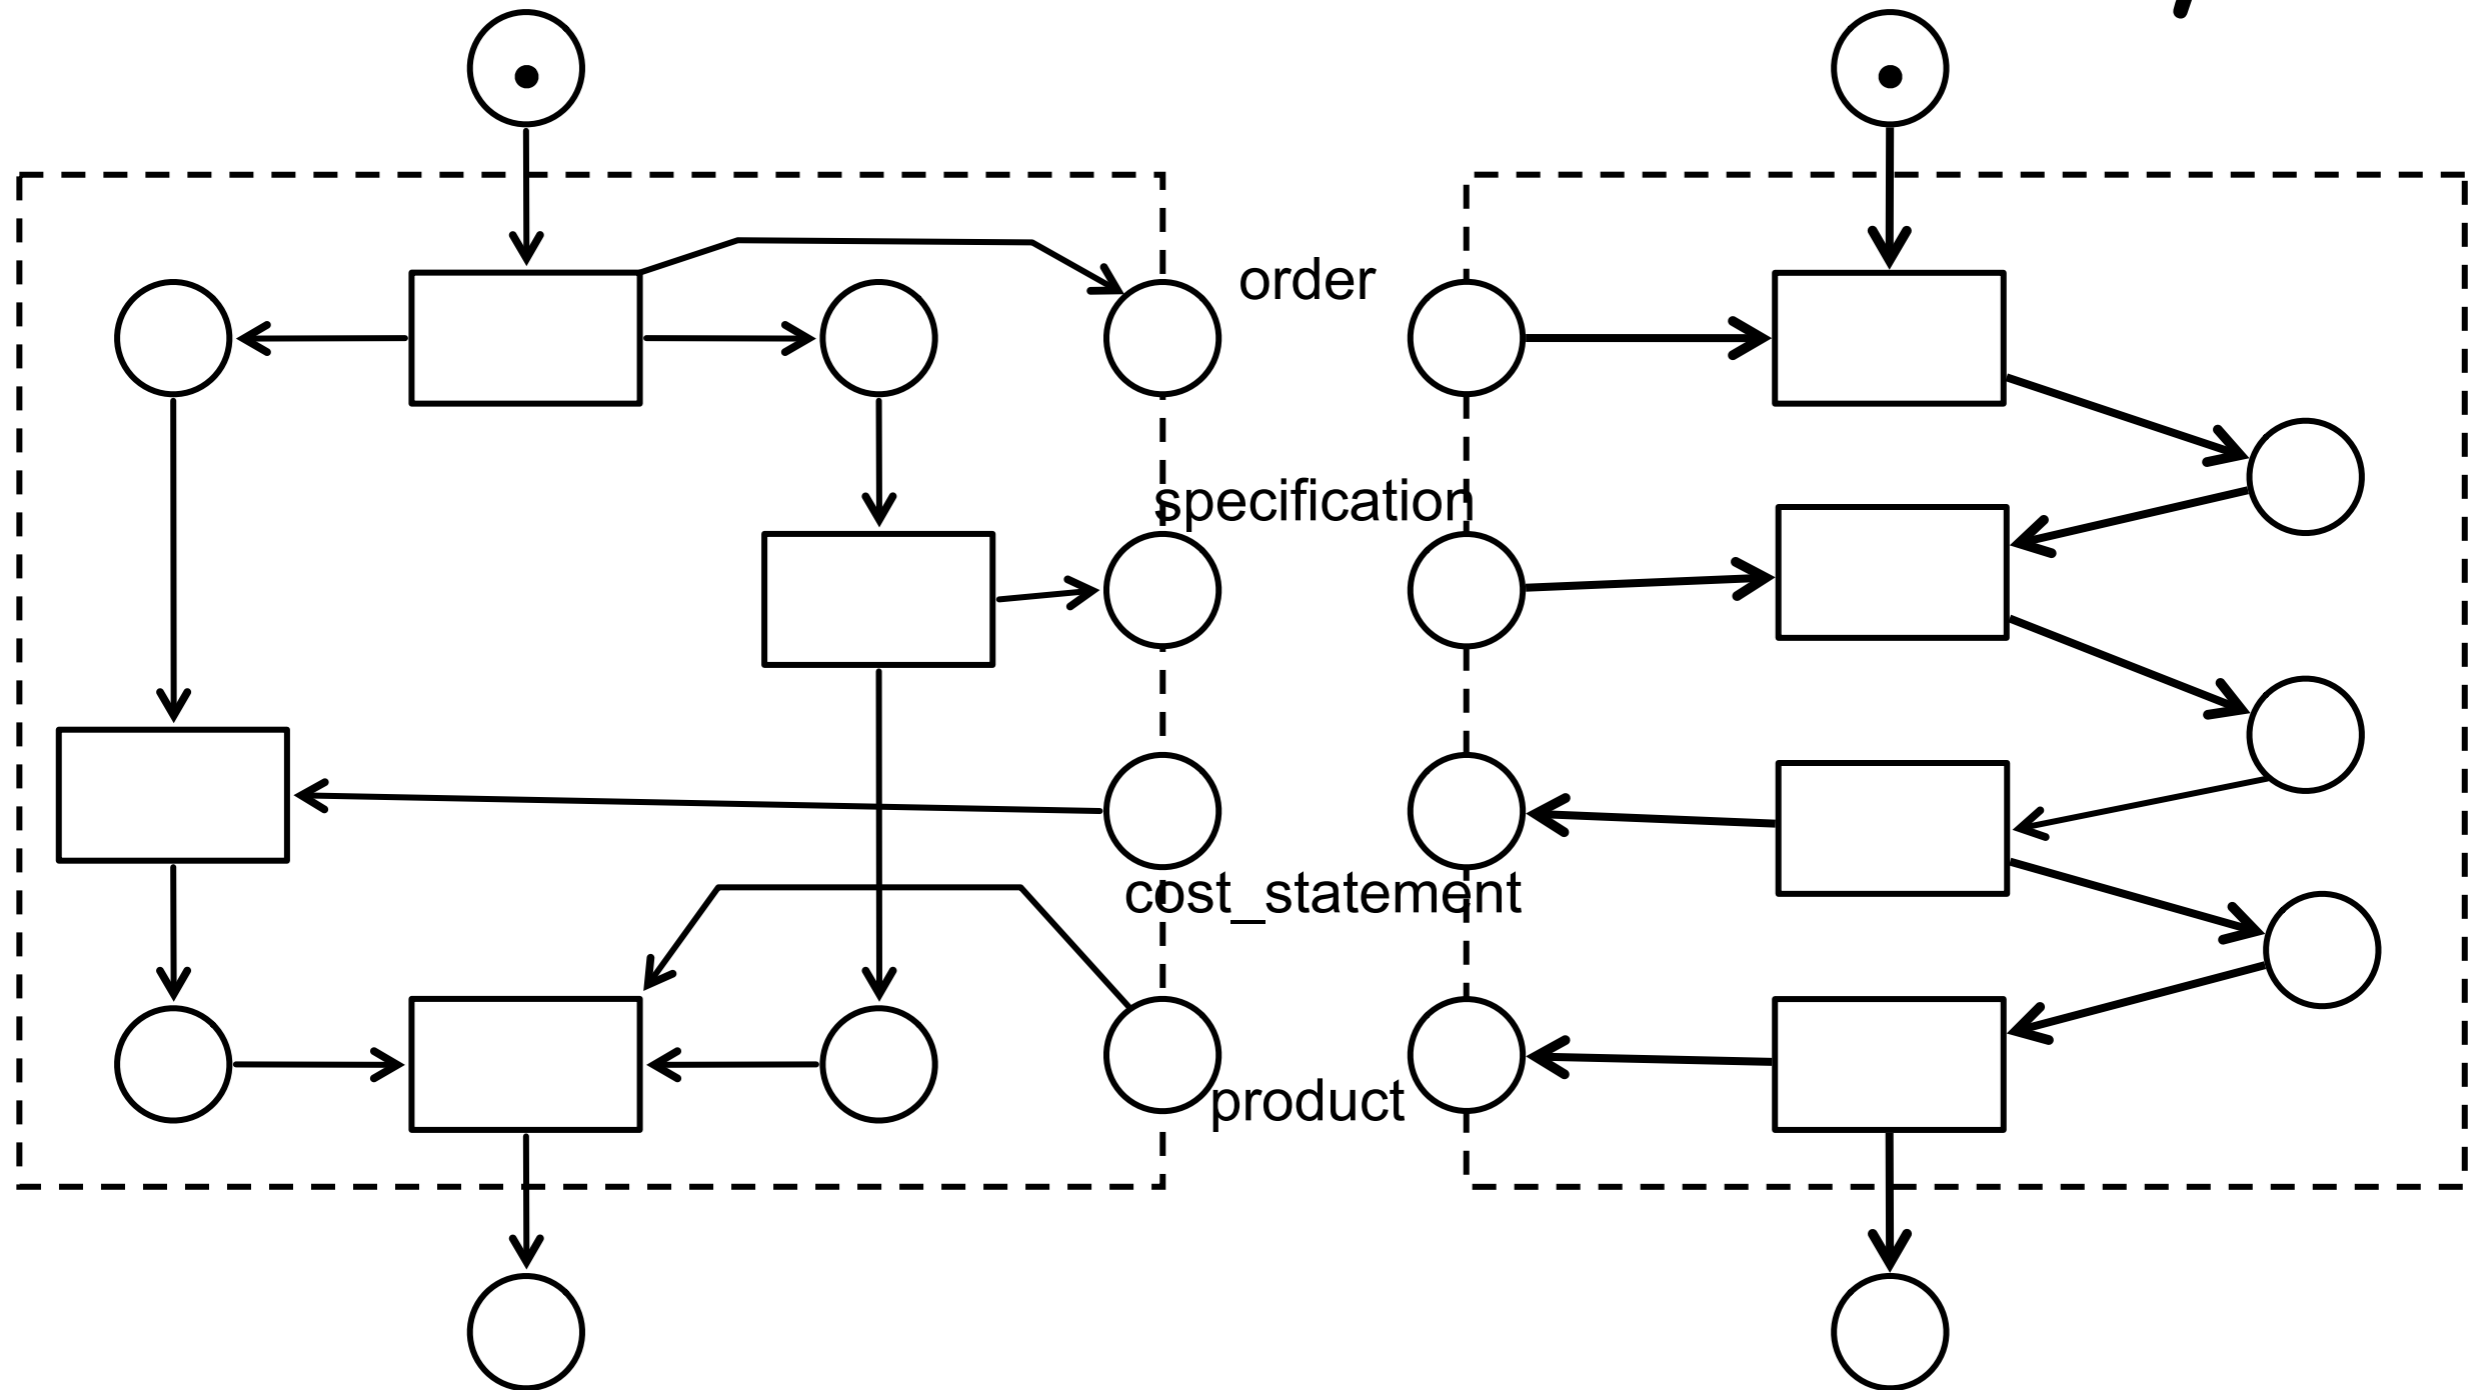 order
specification
cost_statement
product